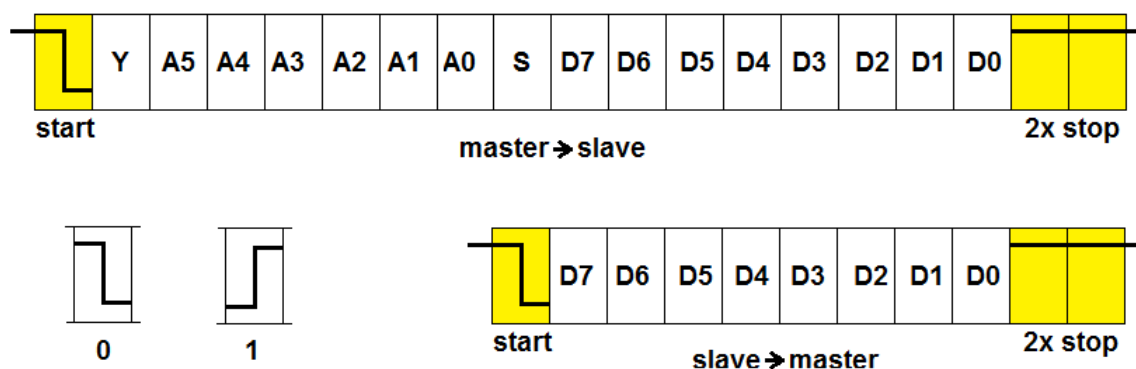 Y A5 A4 A3 A2 A1 A0 S D7 D6 D5 D4 D3 D2 D1 D0
start 2x stop
master → slave
D7 D6 D5 D4 D3 D2 D1 D0
0 1 start 2x stop
slave → master